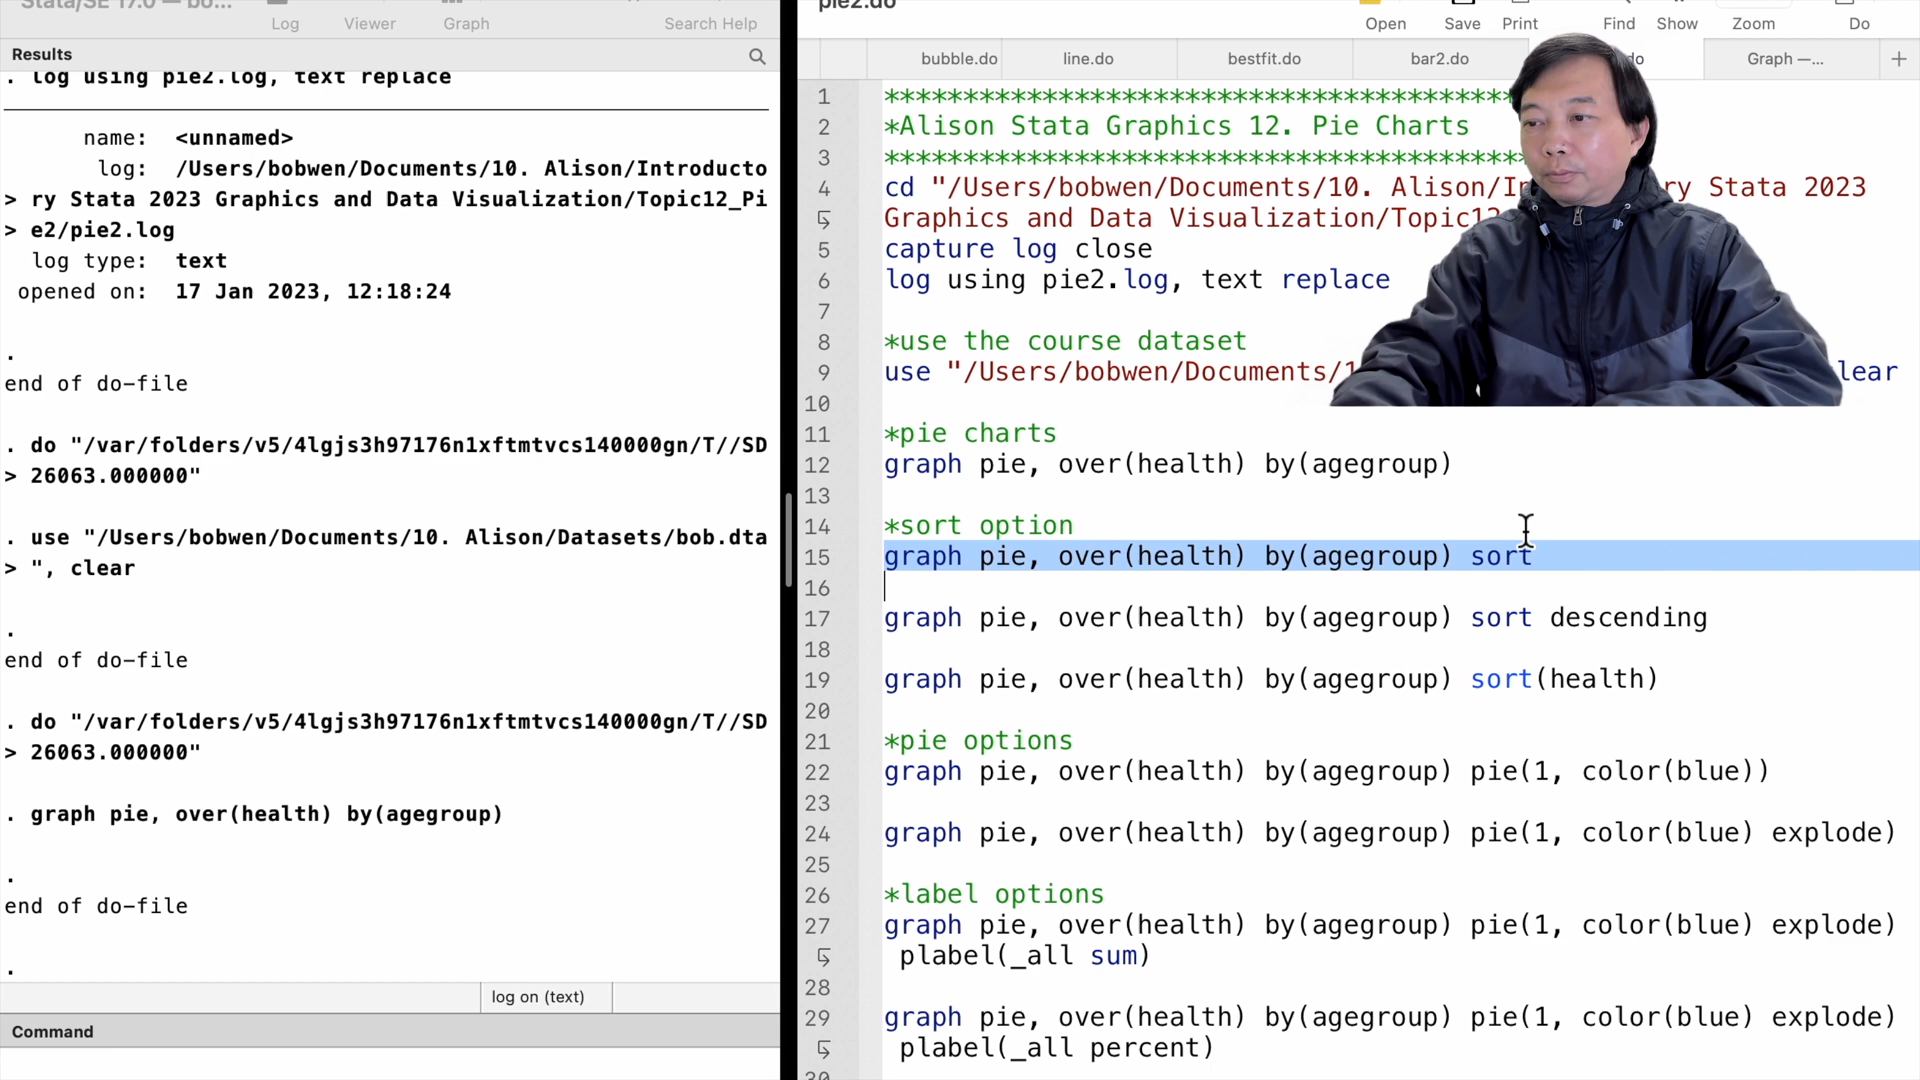 Stata/SE 17.0 — bo...
Log
Viewer
Graph
Search Help
Results
. log using pie2.log, text replace
name: <unnamed>
log: /Users/bobwen/Documents/10. Alison/Introducto
> ry Stata 2023 Graphics and Data Visualization/Topic12_Pi
> e2/pie2.log
log type: text
opened on: 17 Jan 2023, 12:18:24
.
end of do-file
. do "/var/folders/v5/4lgjs3h97176n1xftmtvcs140000gn/T//SD
> 26063.000000"
. use "/Users/bobwen/Documents/10. Alison/Datasets/bob.dta
> ", clear
.
end of do-file
. do "/var/folders/v5/4lgjs3h97176n1xftmtvcs140000gn/T//SD
> 26063.000000"
. graph pie, over(health) by(agegroup)
.
end of do-file
.
log on (text)
Command
pie2.do
Open
Save
Print
Find
Show
Zoom
Do
bubble.do
line.do
bestfit.do
bar2.do
do
Graph —...
+
1 ****************************************
2 *Alison Stata Graphics 12. Pie Charts
3 ****************************************
4 cd "/Users/bobwen/Documents/10. Alison/In ry Stata 2023
Graphics and Data Visualization/Topic12
5 capture log close
6 log using pie2.log, text replace
7
8 *use the course dataset
9 use "/Users/bobwen/Documents/1 lear
10
11 *pie charts
12 graph pie, over(health) by(agegroup)
13
14 *sort option
15 graph pie, over(health) by(agegroup) sort
16
17 graph pie, over(health) by(agegroup) sort descending
18
19 graph pie, over(health) by(agegroup) sort(health)
20
21 *pie options
22 graph pie, over(health) by(agegroup) pie(1, color(blue))
23
24 graph pie, over(health) by(agegroup) pie(1, color(blue) explode)
25
26 *label options
27 graph pie, over(health) by(agegroup) pie(1, color(blue) explode)
plabel(_all sum)
28
29 graph pie, over(health) by(agegroup) pie(1, color(blue) explode)
plabel(_all percent)
30